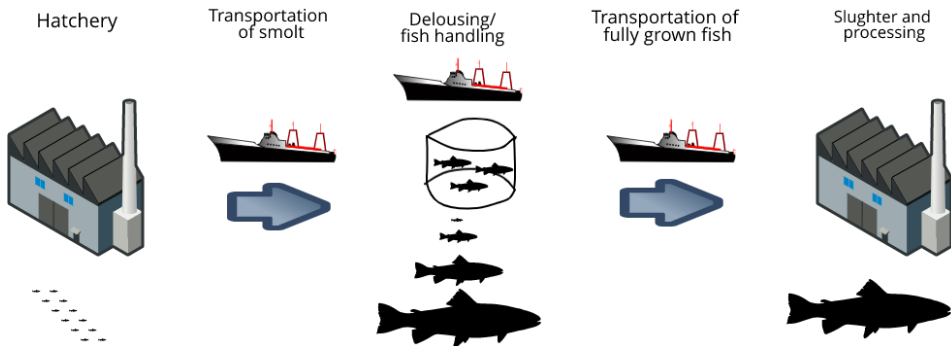 Hatchery
Transportation
of smolt
Delousing/
fish handling
Transportation of
fully grown fish
Slughter and
processing